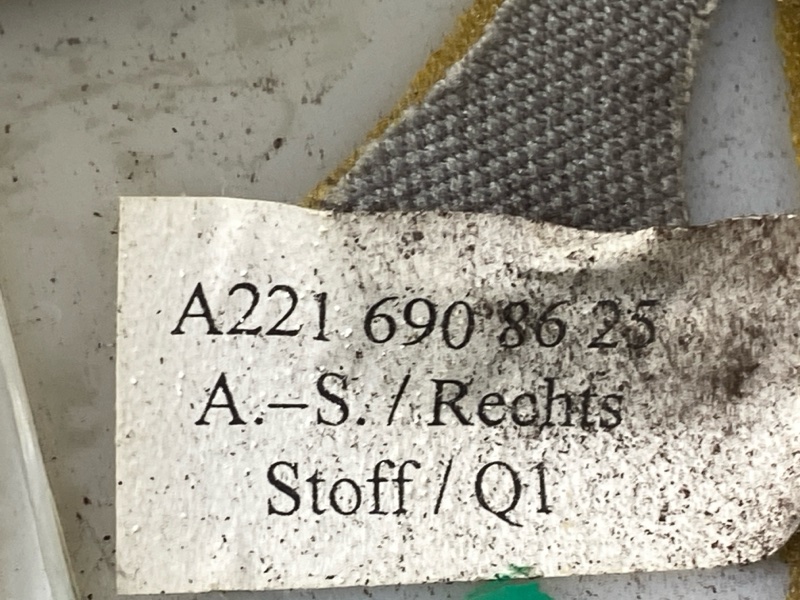 A221 690 86 25
A.-S. / Rechts
Stoff / Q1